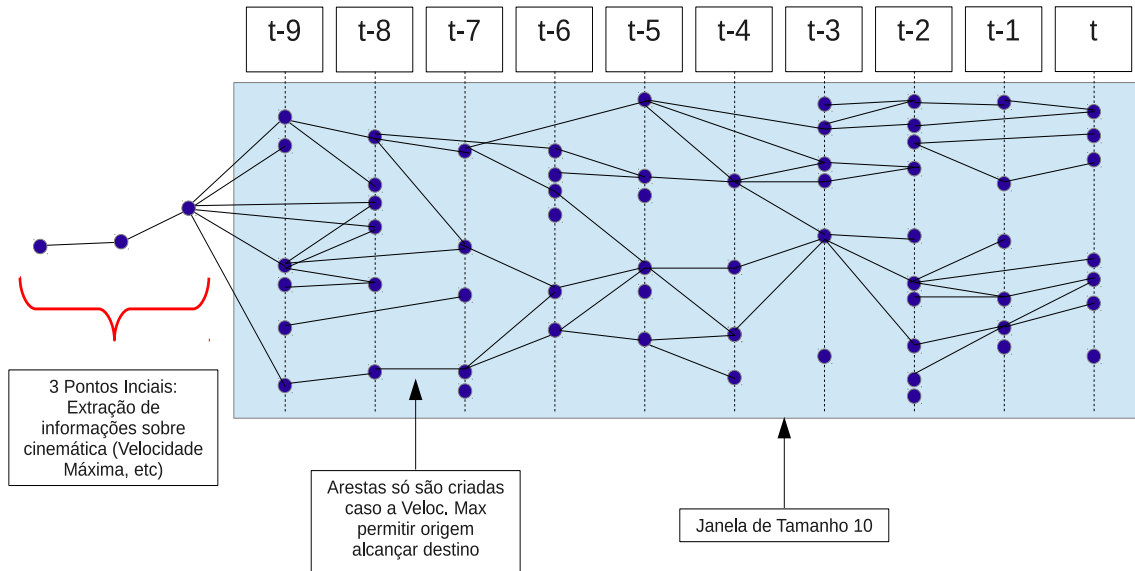 t-9
t-8
t-7
t-6
t-5
t-4
t-3
t-2
t-1
t
3 Pontos Inciais:
Extração de
informações sobre
cinemática (Velocidade
Máxima, etc)
Arestas só são criadas
caso a Veloc. Max
permitir origem
alcançar destino
Janela de Tamanho 10